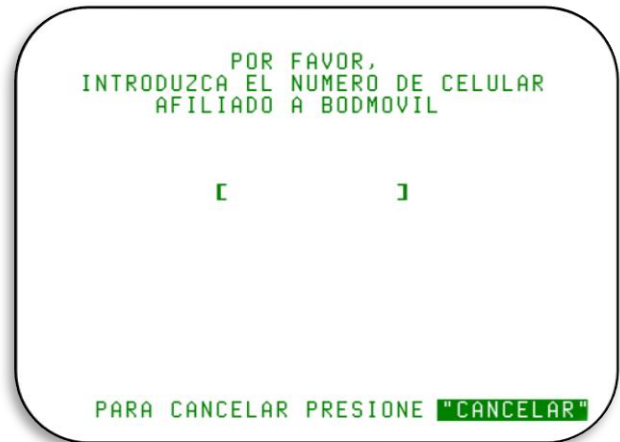 POR FAVOR,
INTRODUZCA EL NUMERO DE CELULAR
AFILIADO A BODMOVIL
[ ]
PARA CANCELAR PRESIONE "CANCELAR"